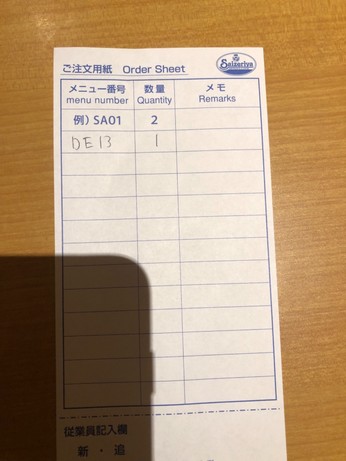 ご注文用紙 Order Sheet Saizeriya
メニュー番号 数量 メモ
menu number Quantity Remarks
例) SA01 2
DE13 1
従業員記入欄
新・追